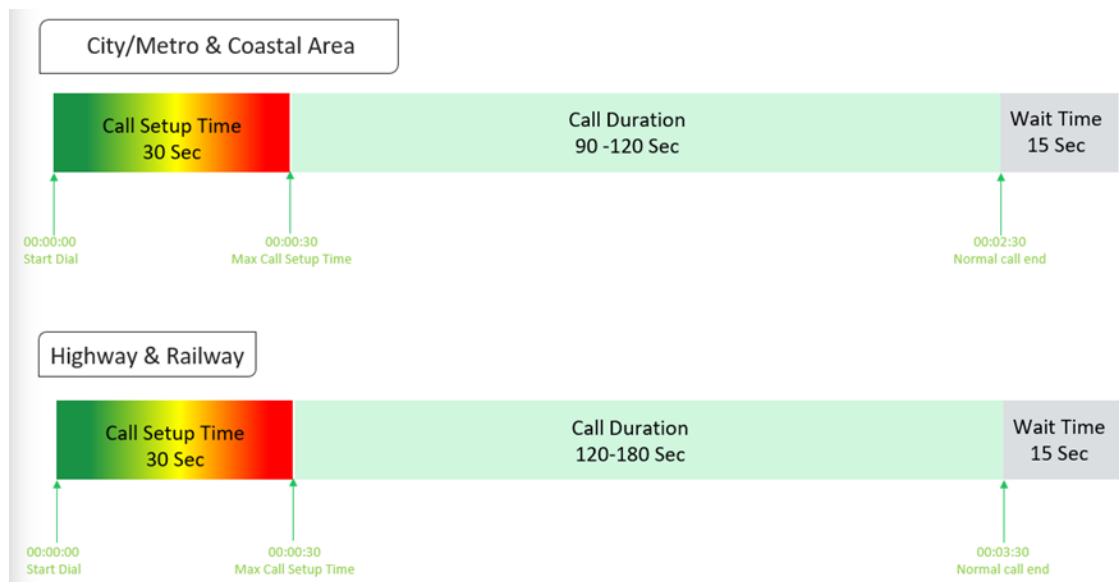 City/Metro & Coastal Area
Call Setup Time
30 Sec
Call Duration
90 -120 Sec
Wait Time
15 Sec
00:00:00
Start Dial
00:00:30
Max Call Setup Time
00:02:30
Normal call end
Highway & Railway
Call Setup Time
30 Sec
Call Duration
120-180 Sec
Wait Time
15 Sec
00:00:00
Start Dial
00:00:30
Max Call Setup Time
00:03:30
Normal call end